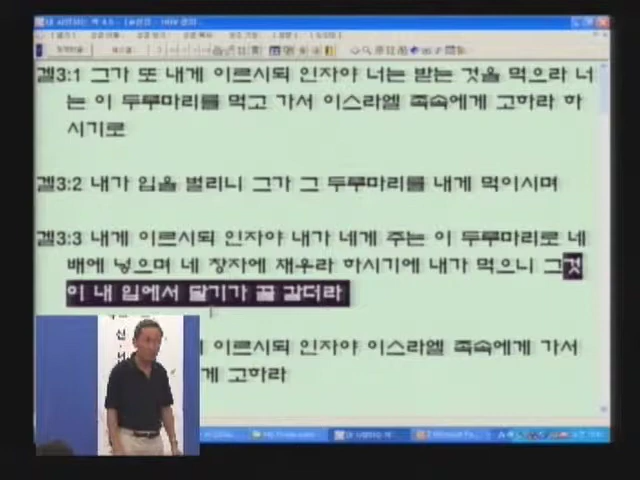 겔3:1 그가 또 내게 이르시되 인자야 너는 받는 것을 먹으라 너
는 이 두루마리를 먹고 가서 이스라엘 족속에게 고하라 하
시기로
겔3:2 내가 입을 벌리니 그가 그 두루마리를 내게 먹이시며
겔3:3 내게 이르시되 인자야 내가 네게 주는 이 두루마리로 네
배에 넣으며 네 창자에 채우라 하시기에 내가 먹으니 그것
이 내 입에서 달기가 꿀 같더라
이르시되 인자야 이스라엘 족속에게 가서
게 고하라